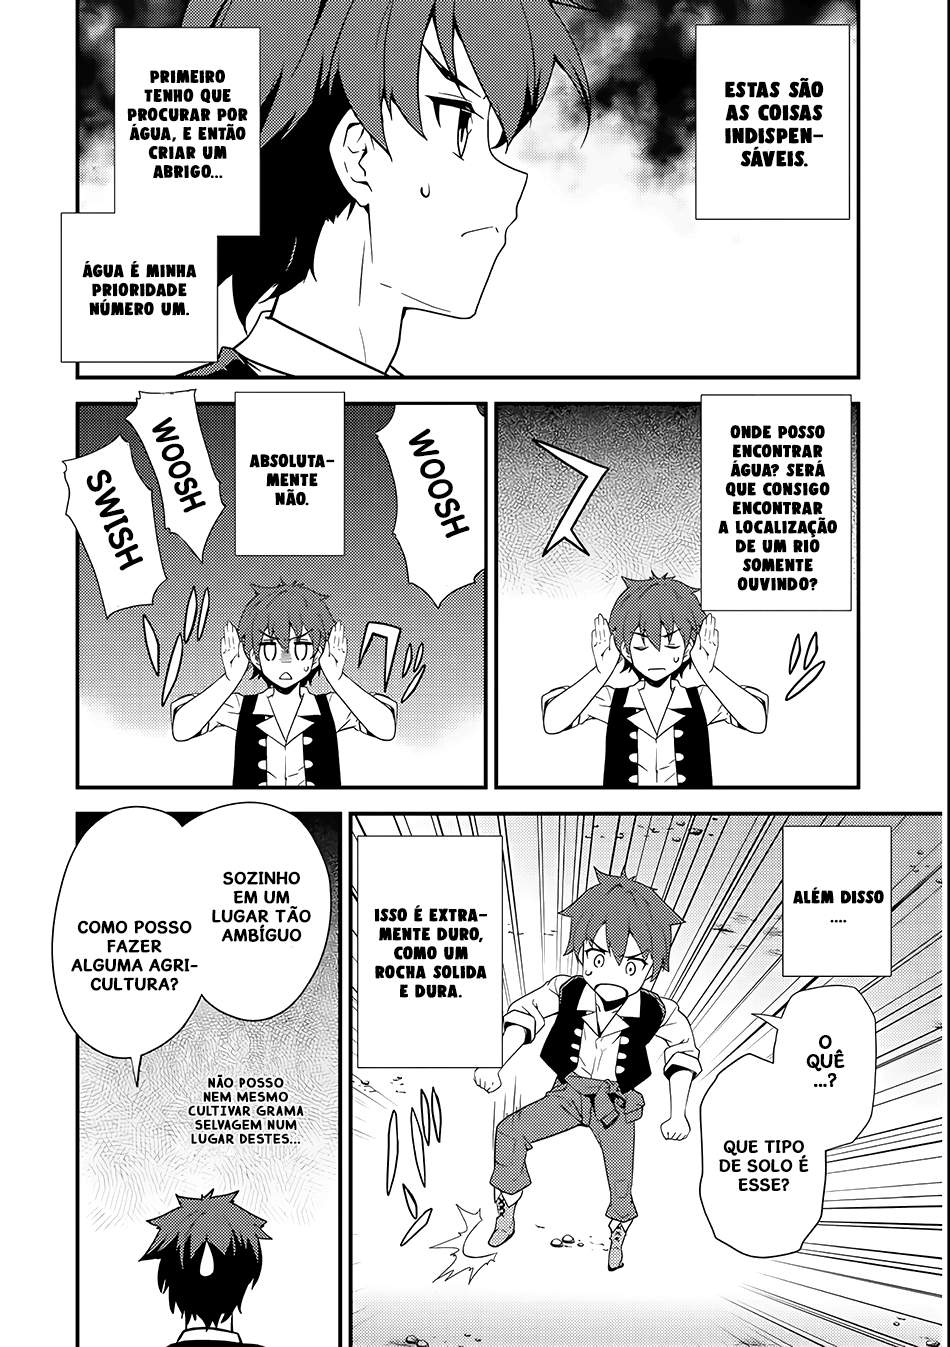 ESTAS SÃO
AS COISAS
INDISPEN-
SÁVEIS.
PRIMEIRO
TENHO QUE
PROCURAR POR
ÁGUA, E ENTÃO
CRIAR UM
ABRIGO...
ÁGUA É MINHA
PRIORIDADE
NÚMERO UM.
ONDE POSSO
ENCONTRAR
ÁGUA? SERÁ
QUE CONSIGO
ENCONTRAR
A LOCALIZAÇÃO
DE UM RIO
SOMENTE
OUVINDO?
WOOSH
ABSOLUTA-
MENTE
NÃO.
WOOSH
SWISH
ALÉM DISSO
....
O
QUÊ
...?
QUE TIPO
DE SOLO É
ESSE?
ISSO É EXTRA-
MENTE DURO,
COMO UM
ROCHA SOLIDA
E DURA.
SOZINHO
EM UM
LUGAR TÃO
AMBÍGUO
COMO POSSO
FAZER
ALGUMA AGRI-
CULTURA?
NÃO POSSO
NEM MESMO
CULTIVAR GRAMA
SELVAGEM NUM
LUGAR DESTES...